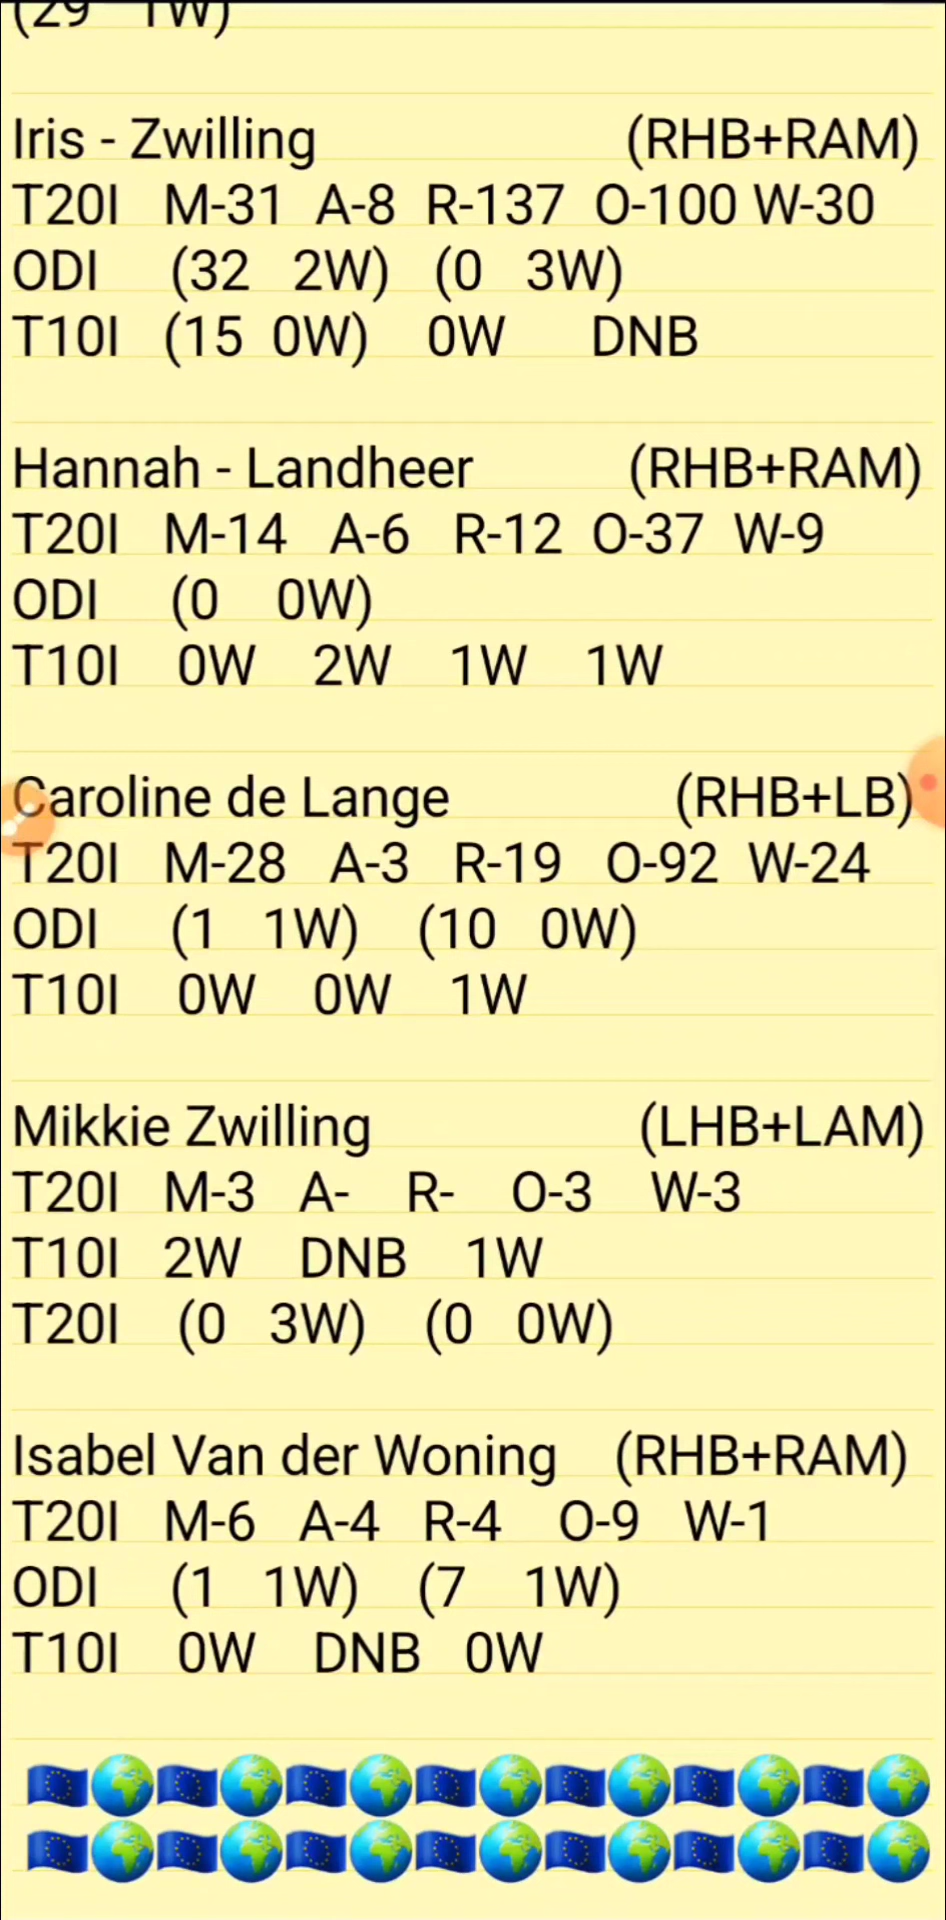 (29 1W)
Iris - Zwilling (RHB+RAM)
T20I M-31 A-8 R-137 O-100 W-30
ODI (32 2W) (0 3W)
T10I (15 0W) 0W DNB
Hannah - Landheer (RHB+RAM)
T20I M-14 A-6 R-12 O-37 W-9
ODI (0 0W)
T10I 0W 2W 1W 1W
Caroline de Lange (RHB+LB)
T20I M-28 A-3 R-19 O-92 W-24
ODI (1 1W) (10 0W)
T10I 0W 0W 1W
Mikkie Zwilling (LHB+LAM)
T20I M-3 A- R- O-3 W-3
T10I 2W DNB 1W
T20I (0 3W) (0 0W)
Isabel Van der Woning (RHB+RAM)
T20I M-6 A-4 R-4 O-9 W-1
ODI (1 1W) (7 1W)
T10I 0W DNB 0W